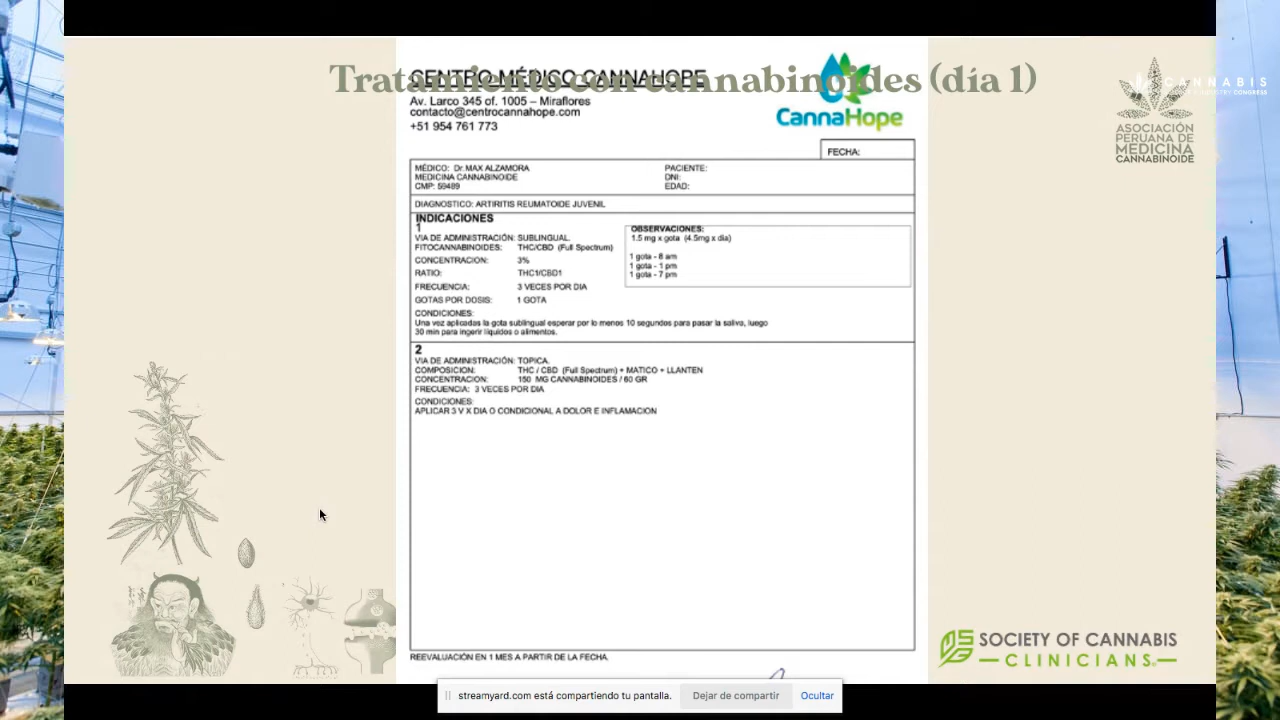 Tratamiento con cannabinoides (día 1)
CENTRO MÉDICO CANNAHOPE
Av. Larco 345 of. 1005 – Miraflores
contacto@centrocannahope.com
+51 954 761 773
CannaHope
CANNABIS
ASOCIACIÓN
PERUANA DE
MEDICINA
CANNABINOIDE
FECHA:
MÉDICO: Dr.MAX ALZAMORA
MEDICINA CANNABINOIDE
CMP: 59489
PACIENTE:
DNI:
EDAD:
DIAGNOSTICO: ARTIRITIS REUMATOIDE JUVENIL
INDICACIONES
1
VIA DE ADMINISTRACIÓN: SUBLINGUAL.
FITOCANNABINOIDES: THC/CBD (Full Spectrum)
CONCENTRACION: 3%
RATIO: THC1/CBD1
FRECUENCIA: 3 VECES POR DIA
GOTAS POR DOSIS: 1 GOTA
OBSERVACIONES:
1.5 mg x gota (4.5mg x dia)
1 gota - 8 am
1 gota - 1 pm
1 gota - 7 pm
CONDICIONES:
Una vez aplicadas la gota sublingual esperar por lo menos 10 segundos para pasar la saliva, luego
30 min para ingerir líquidos o alimentos.
2
VIA DE ADMINISTRACIÓN: TOPICA.
COMPOSICION: THC / CBD (Full Spectrum) + MATICO + LLANTEN
CONCENTRACION: 150 MG CANNABINOIDES / 60 GR
FRECUENCIA: 3 VECES POR DIA
CONDICIONES:
APLICAR 3 V X DIA O CONDICIONAL A DOLOR E INFLAMACION
REEVALUACIÓN EN 1 MES A PARTIR DE LA FECHA.
SOCIETY OF CANNABIS
CLINICIANS
streamyard.com está compartiendo tu pantalla.
Dejar de compartir
Ocultar